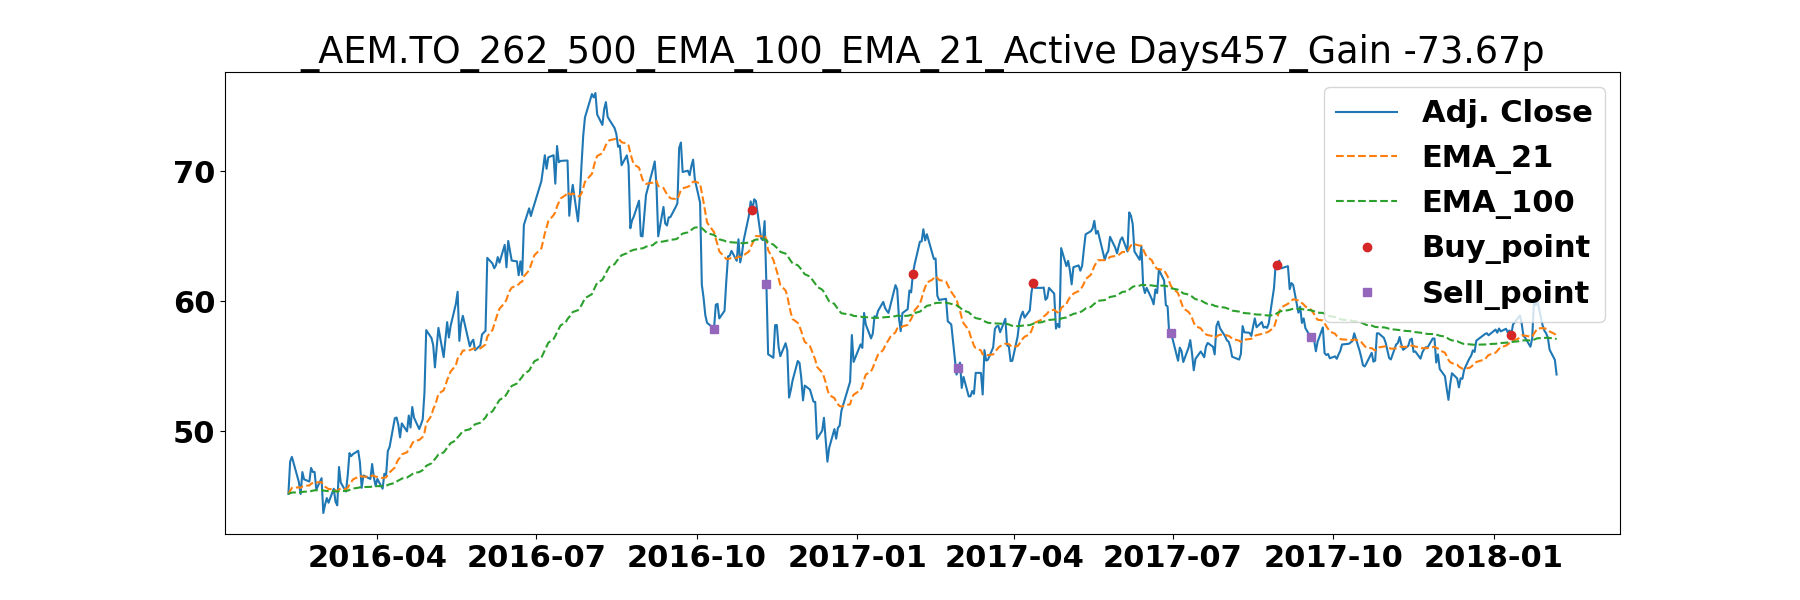 _AEM.TO_262_500_EMA_100_EMA_21_Active Days457_Gain -73.67p
Adj. Close
EMA_21
EMA_100
Buy_point
Sell_point
70
60
50
2016-04
2016-07
2016-10
2017-01
2017-04
2017-07
2017-10
2018-01